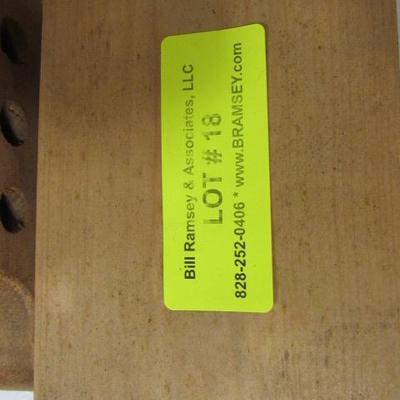 Bill Ramsey & Associates, LLC
LOT # 18
828-252-0406 * www.BRAMSEY.com